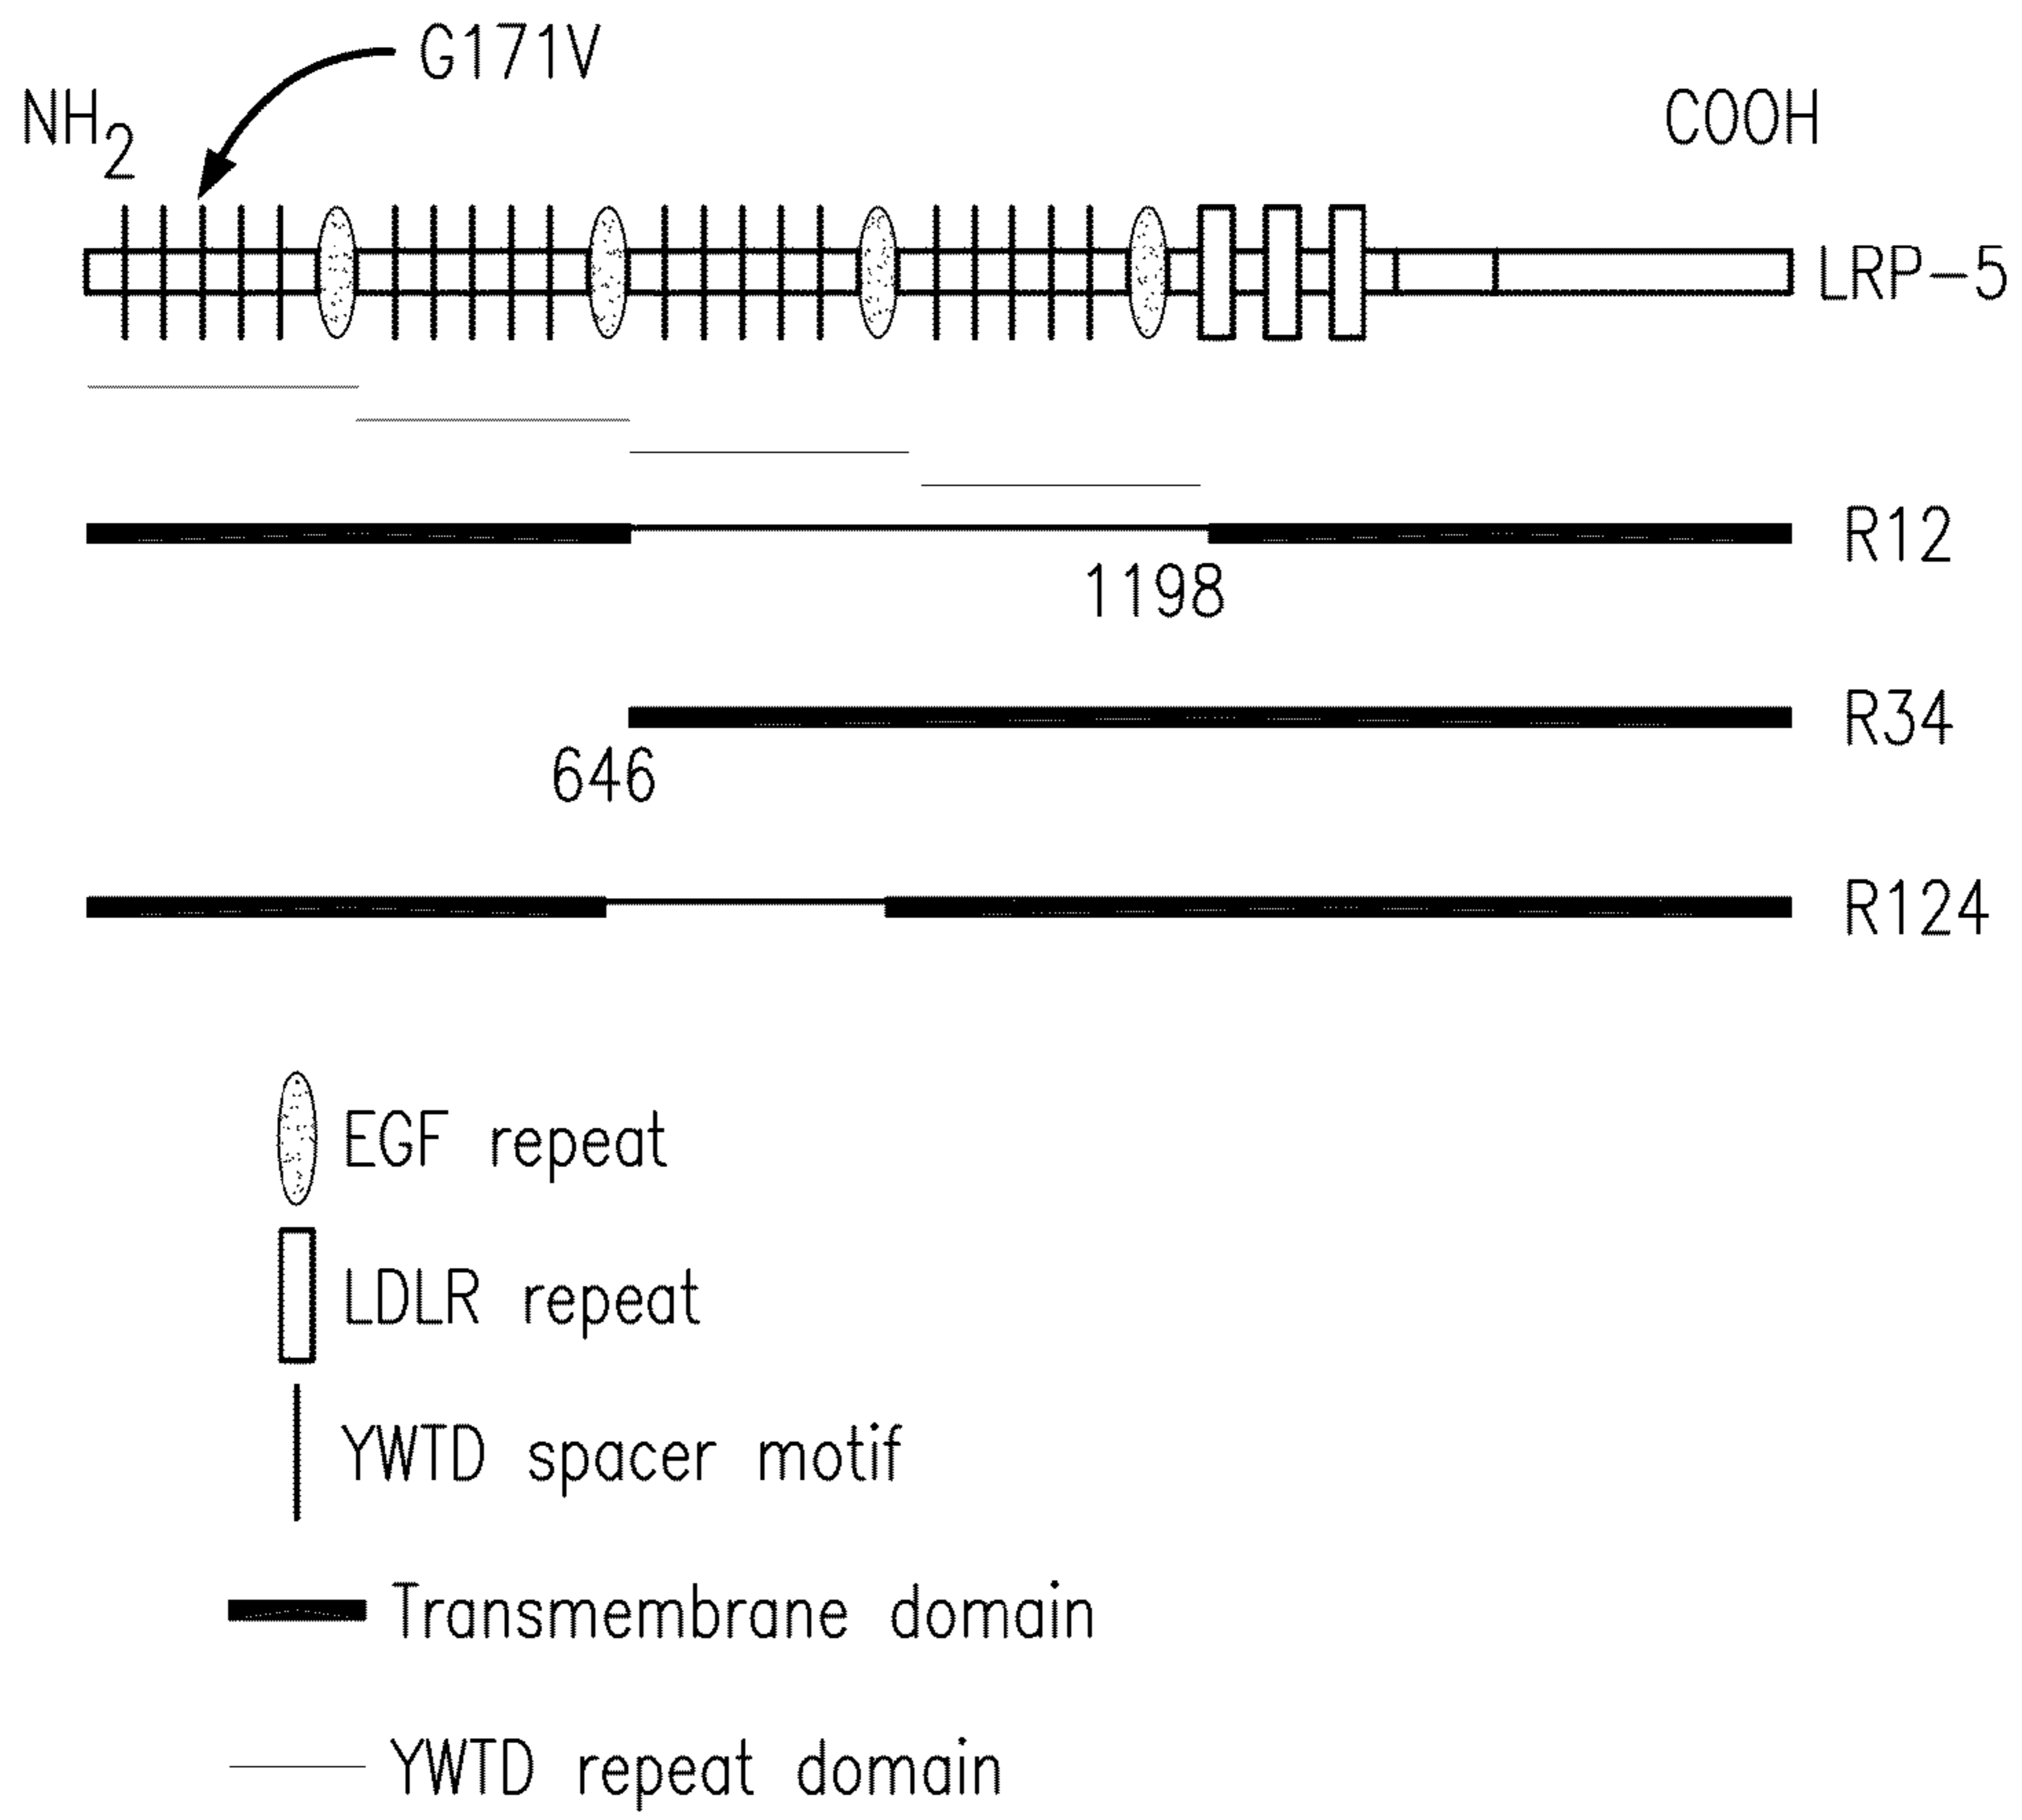 G171V
NH2
COOH
LRP-5
R12
1198
R34
646
R124
EGF repeat
LDLR repeat
YWTD spacer motif
Transmembrane domain
YWTD repeat domain